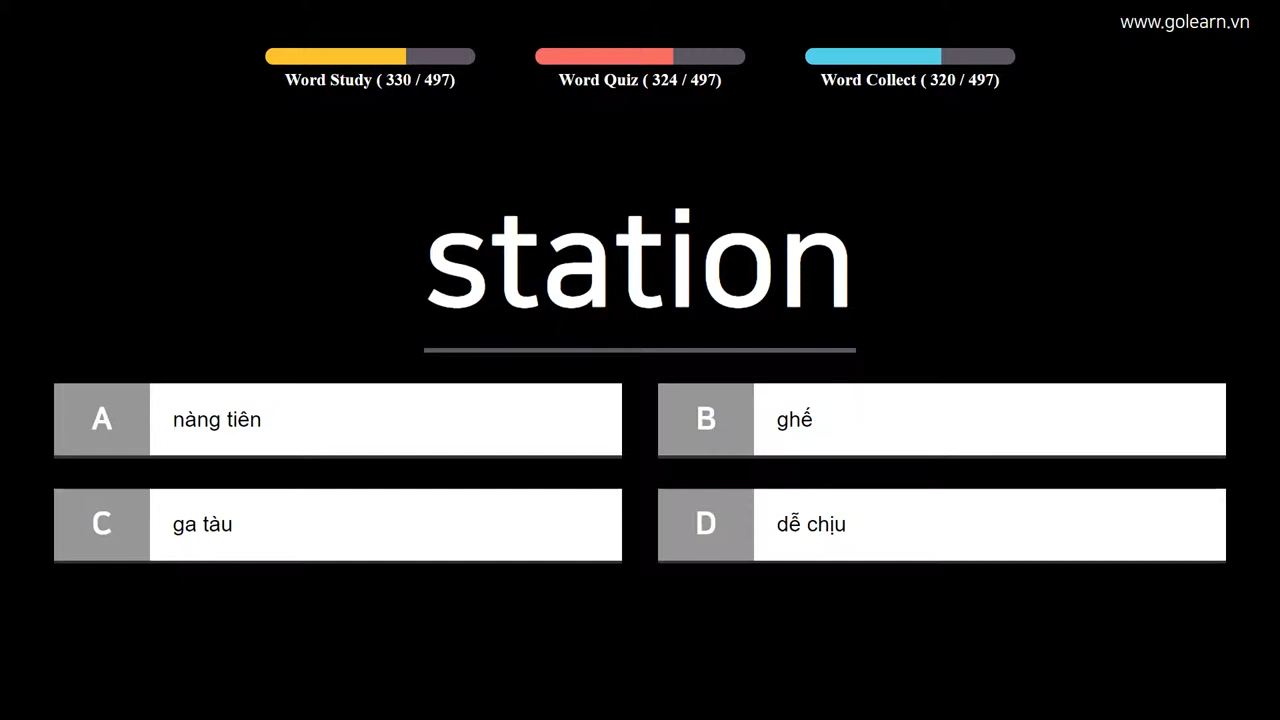 www.golearn.vn
Word Study ( 330 / 497)
Word Quiz ( 324 / 497)
Word Collect ( 320 / 497)
station
A nàng tiên
B ghế
C ga tàu
D dễ chịu